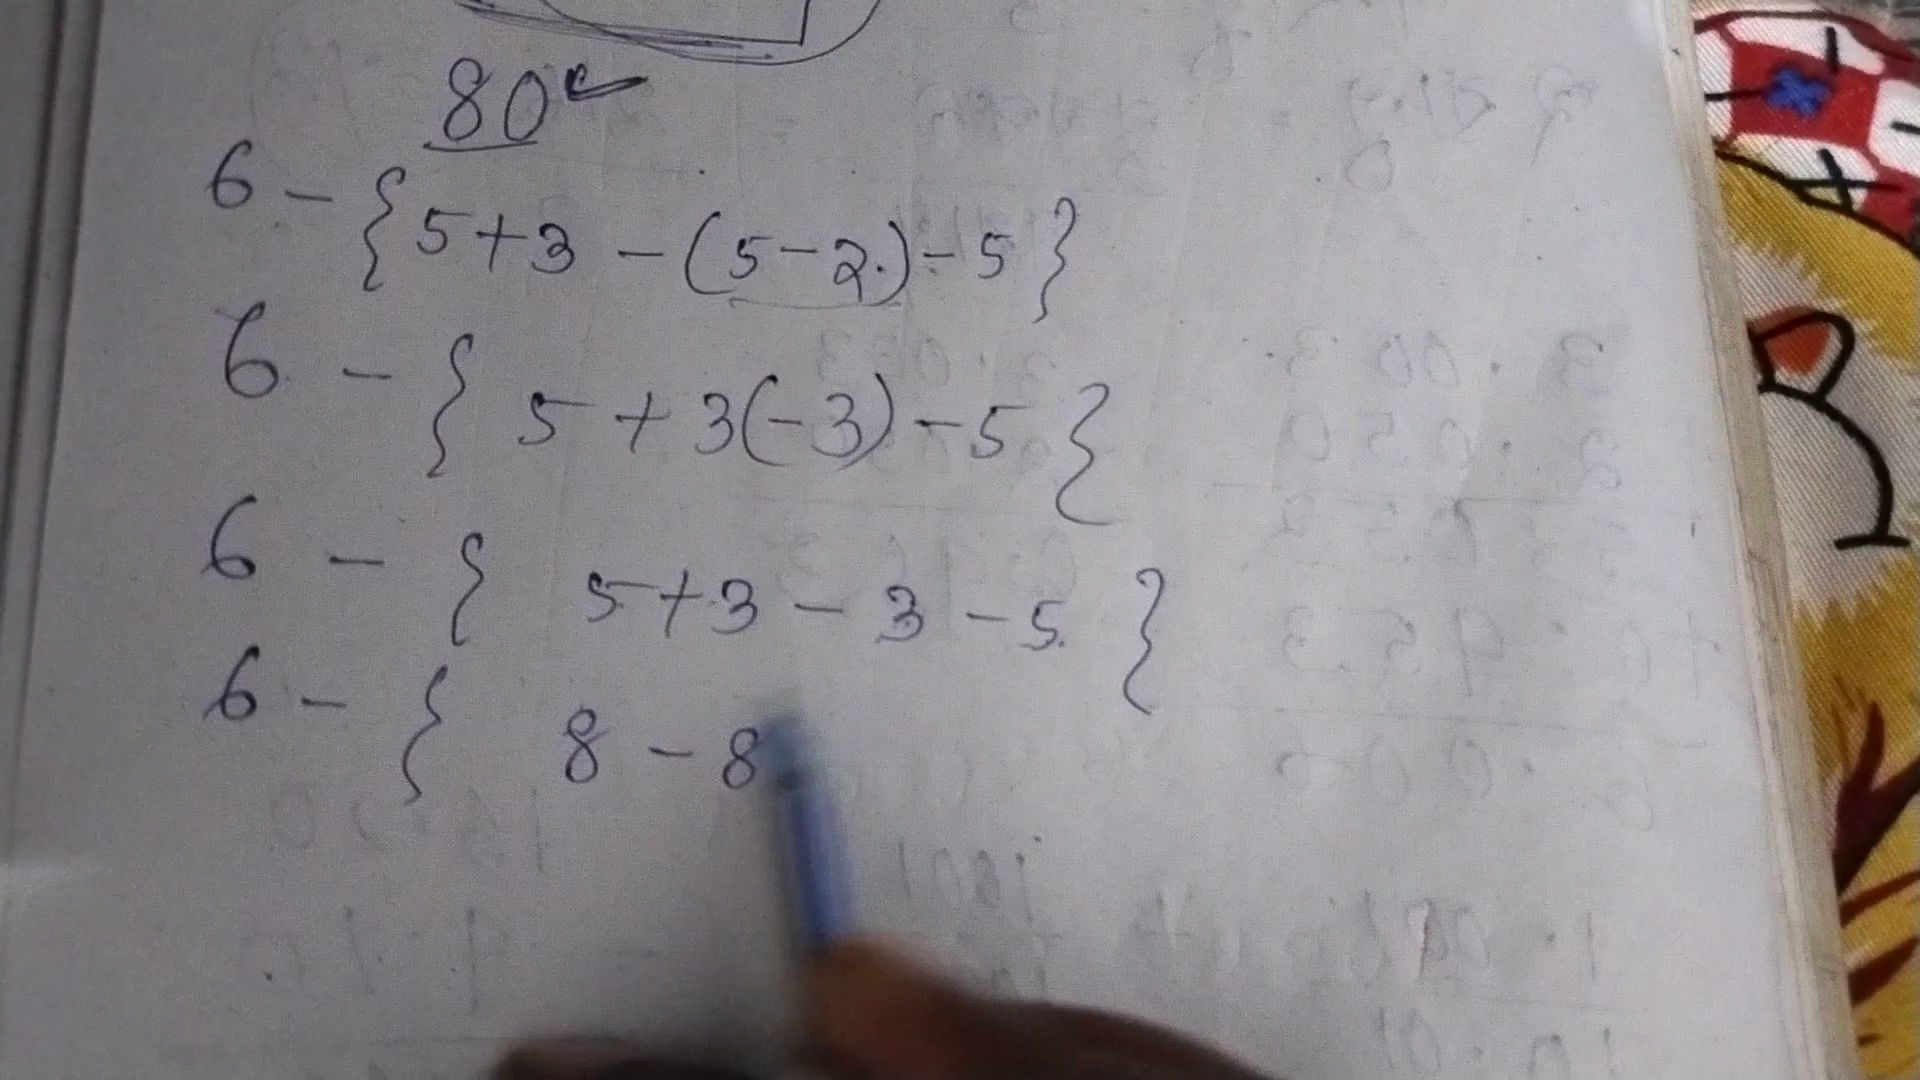 80
6 - {5+3 - (5-2.) - 5}
6 - { 5 + 3(-3) - 5 }
6 - { 5+3 - 3 - 5. }
6 - { 8 - 8